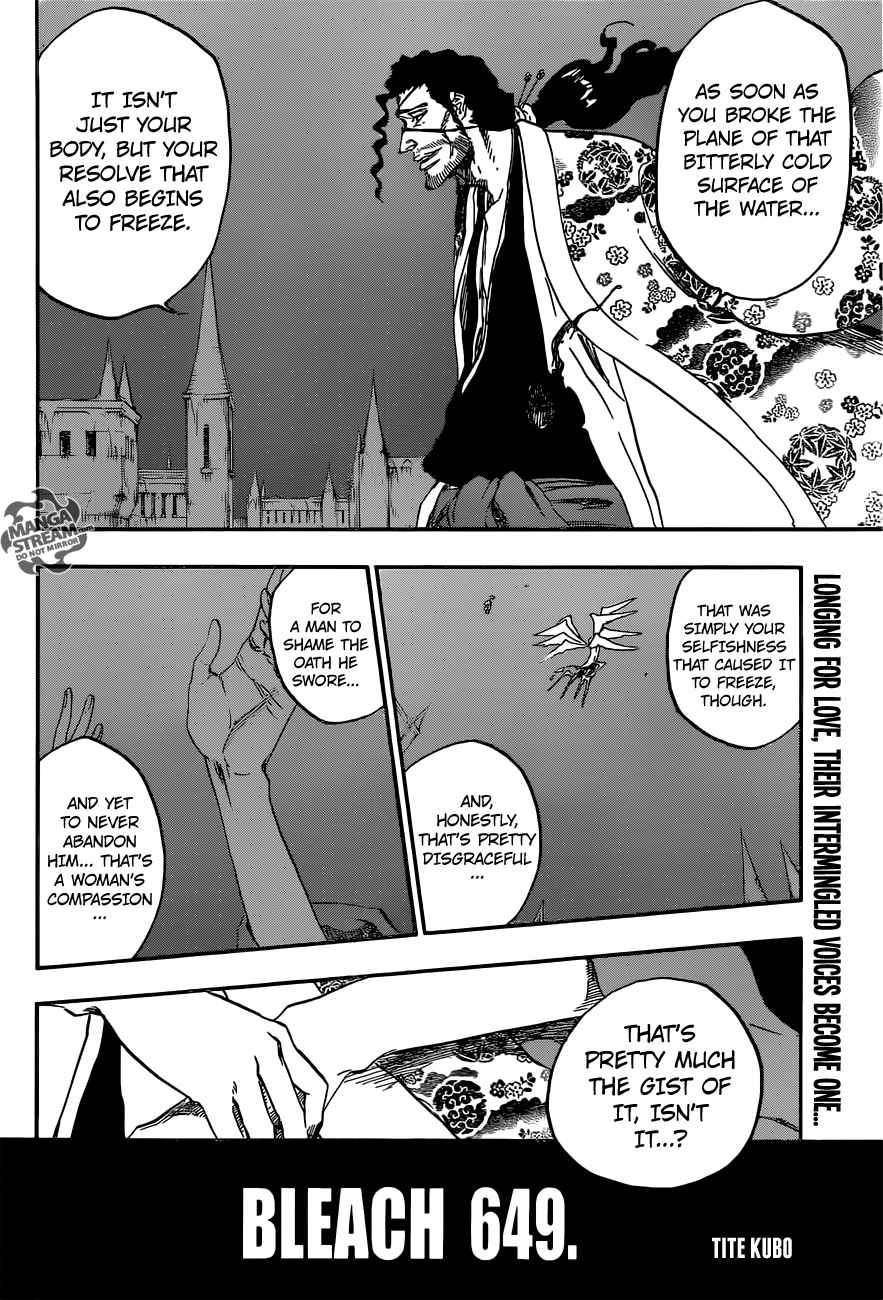 AS SOON AS
YOU BROKE THE
PLANE OF THAT
BITTERLY COLD
SURFACE OF
THE WATER...
IT ISN'T
JUST YOUR
BODY, BUT YOUR
RESOLVE THAT
ALSO BEGINS
TO FREEZE.
MANGA
STREAM.com
DO NOT MIRROR
THAT WAS
SIMPLY YOUR
SELFISHNESS
THAT CAUSED IT
TO FREEZE,
THOUGH.
AND,
HONESTLY,
THAT'S PRETTY
DISGRACEFUL
...
FOR
A MAN TO
SHAME THE
OATH HE
SWORE...
AND YET
TO NEVER
ABANDON
HIM... THAT'S
A WOMAN'S
COMPASSION
...
LONGING FOR LOVE, THEIR INTERMINGLED VOICES BECOME ONE...
THAT'S
PRETTY MUCH
THE GIST OF
IT, ISN'T
IT...?
BLEACH 649.
TITE KUBO